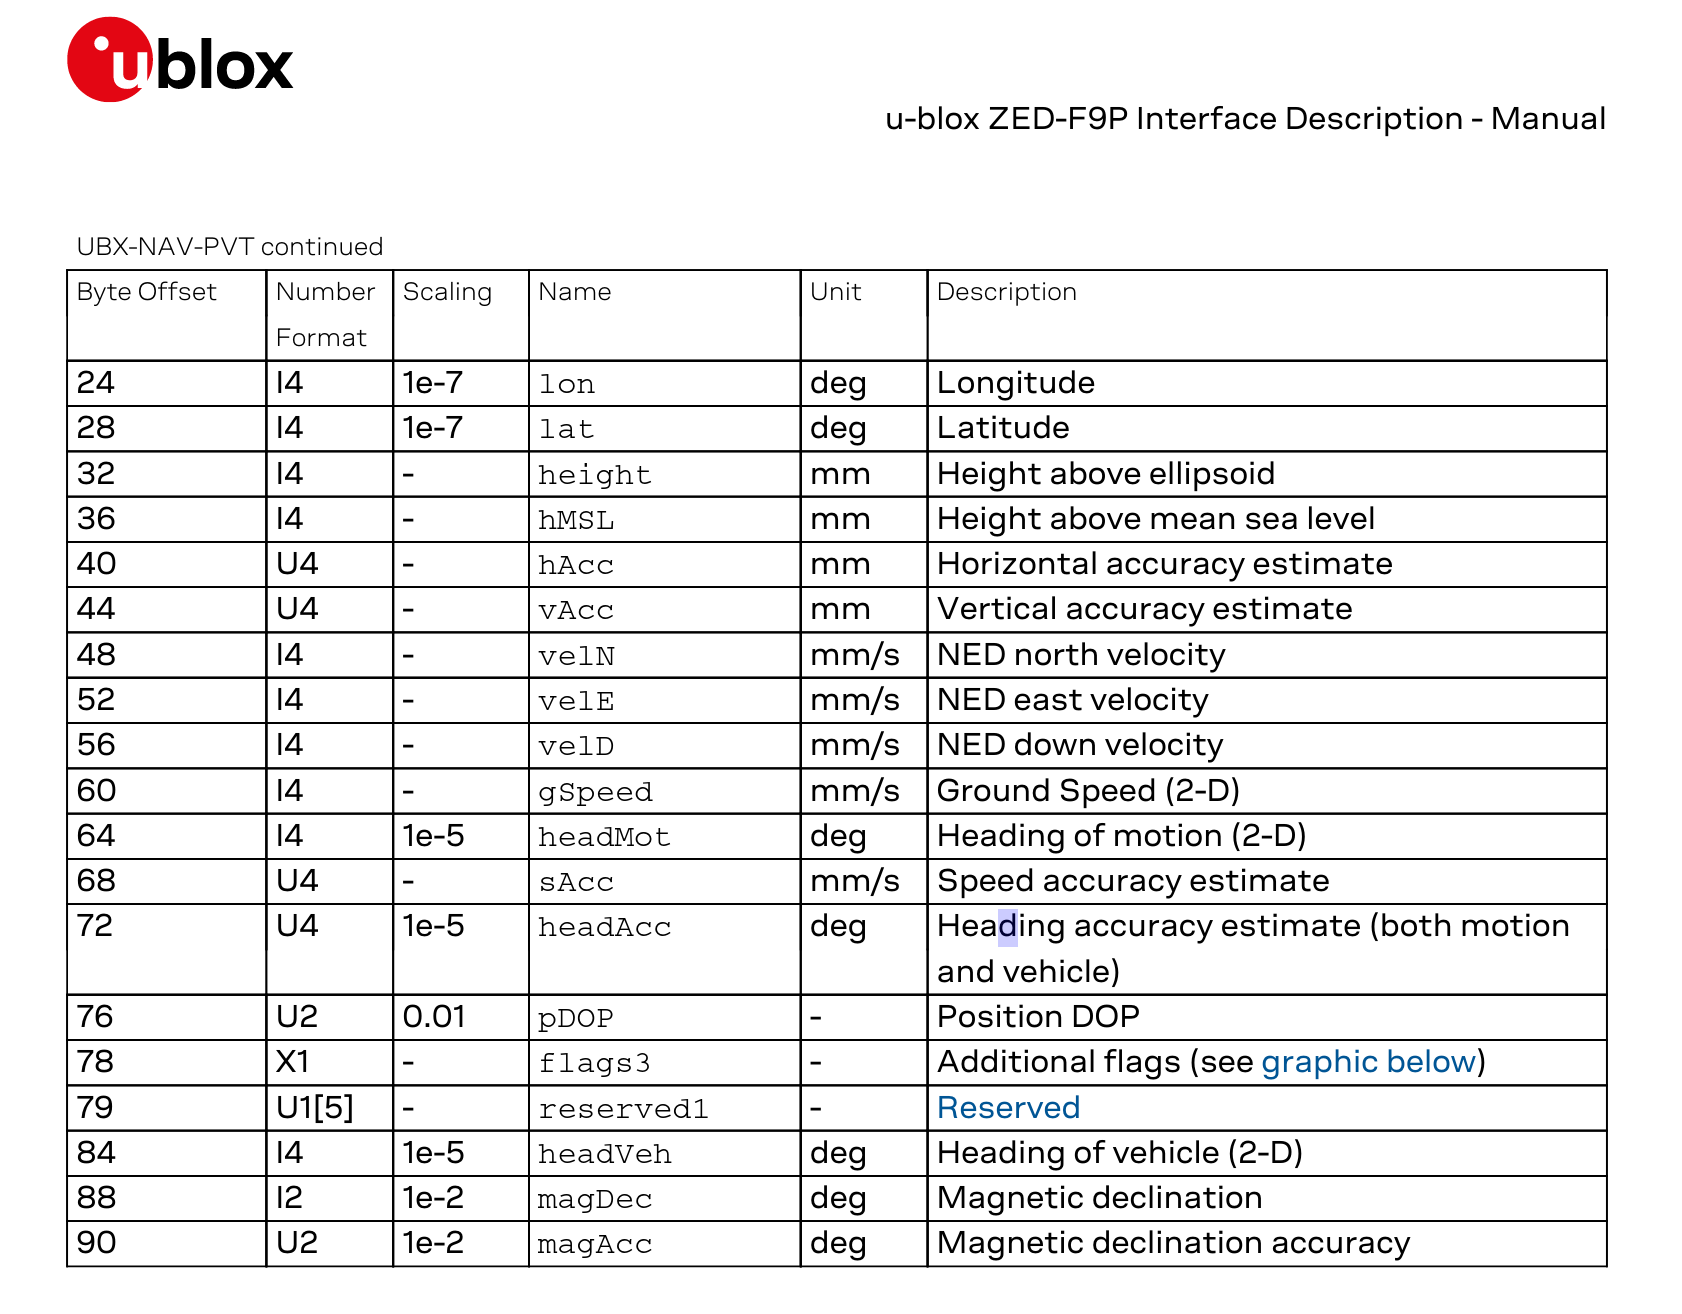 ublox
u-blox ZED-F9P Interface Description - Manual
UBX-NAV-PVT continued
Byte Offset Number Format Scaling Name Unit Description
24 I4 1e-7 lon deg Longitude
28 I4 1e-7 lat deg Latitude
32 I4 - height mm Height above ellipsoid
36 I4 - hMSL mm Height above mean sea level
40 U4 - hAcc mm Horizontal accuracy estimate
44 U4 - vAcc mm Vertical accuracy estimate
48 I4 - velN mm/s NED north velocity
52 I4 - velE mm/s NED east velocity
56 I4 - velD mm/s NED down velocity
60 I4 - gSpeed mm/s Ground Speed (2-D)
64 I4 1e-5 headMot deg Heading of motion (2-D)
68 U4 - sAcc mm/s Speed accuracy estimate
72 U4 1e-5 headAcc deg Heading accuracy estimate (both motion
and vehicle)
76 U2 0.01 pDOP - Position DOP
78 X1 - flags3 - Additional flags (see graphic below)
79 U1[5] - reserved1 - Reserved
84 I4 1e-5 headVeh deg Heading of vehicle (2-D)
88 I2 1e-2 magDec deg Magnetic declination
90 U2 1e-2 magAcc deg Magnetic declination accuracy